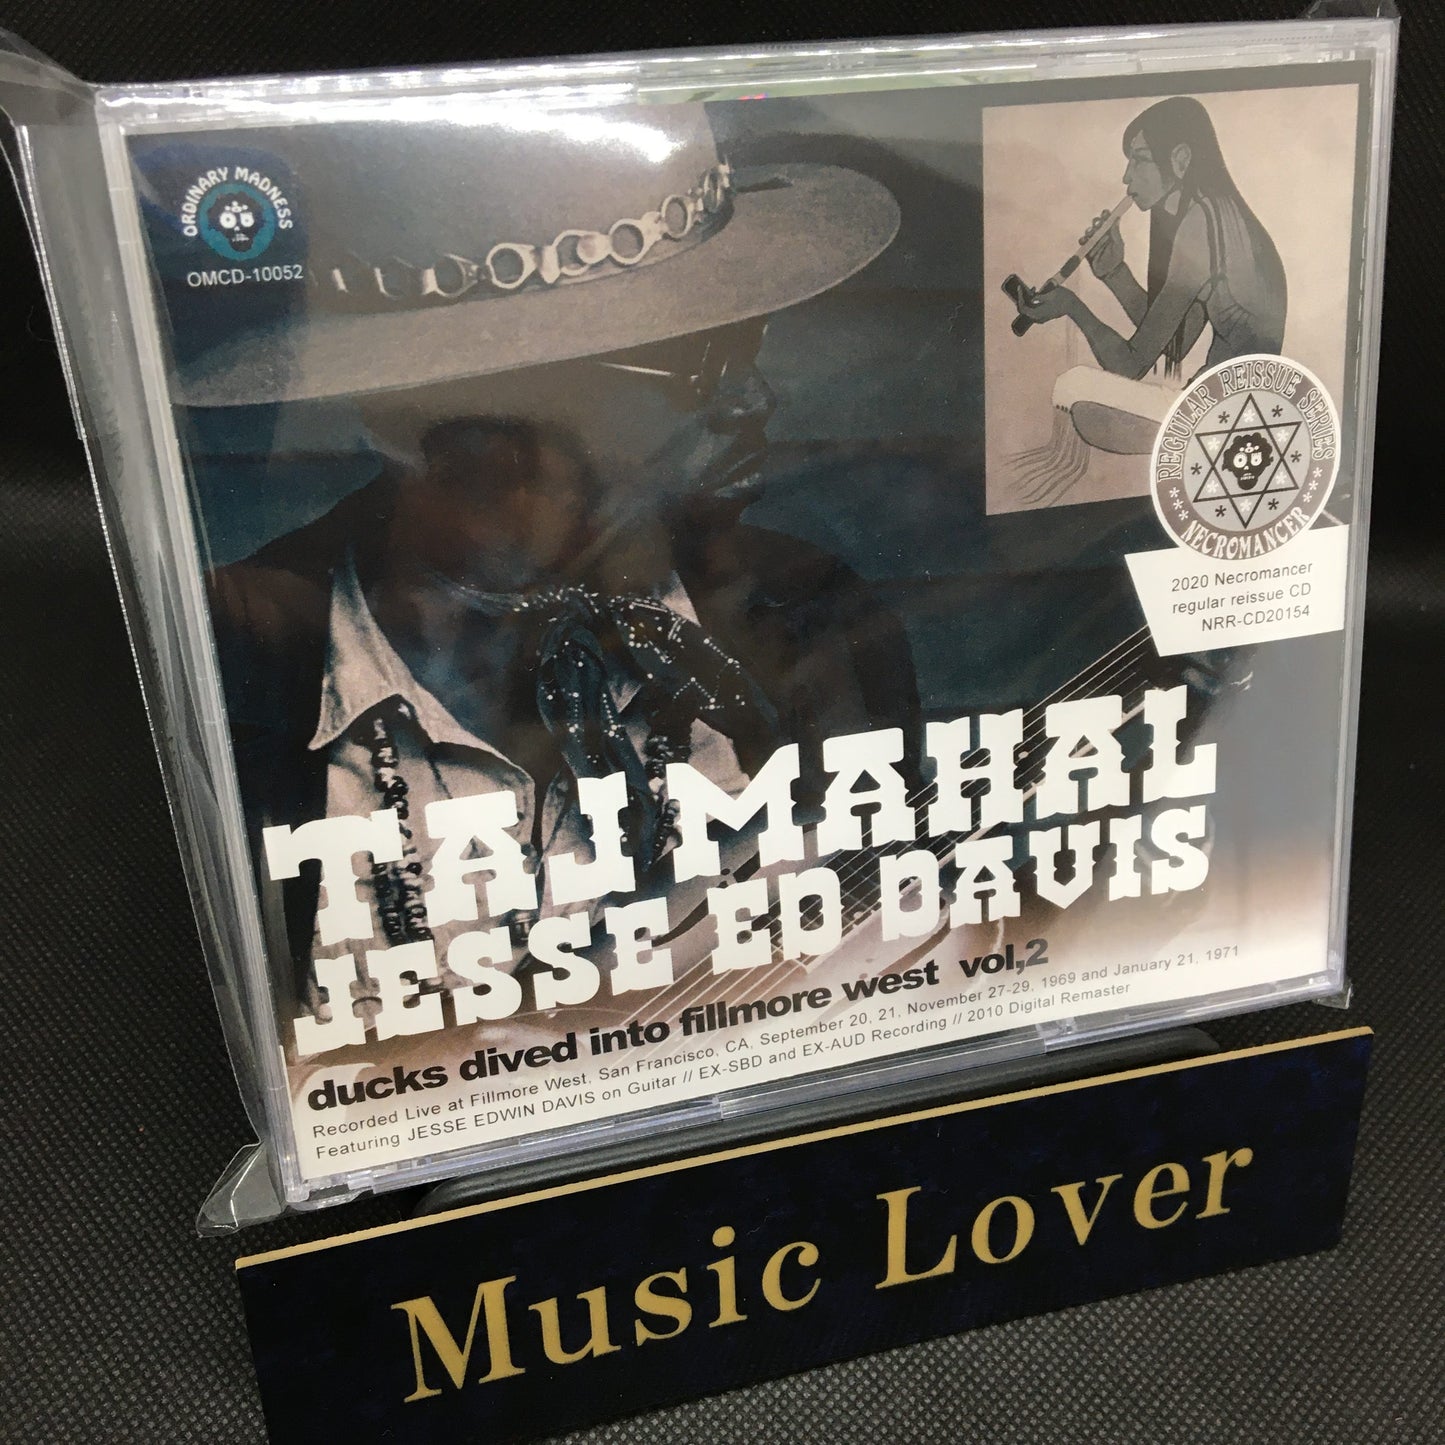 ORDINARY MADNESS
OMCD-10052
REGULAR REISSUE SERIES
NECROMANCER
2020 Necromancer
regular reissue CD
NRR-CD20154
TAJ MAHAL
JESSE ED DAVIS
ducks dived into fillmore west vol,2
Recorded Live at Fillmore West, San Francisco, CA, September 20, 21, November 27-29, 1969 and January 21, 1971
Featuring JESSE EDWIN DAVIS on Guitar // EX-SBD and EX-AUD Recording // 2010 Digital Remaster
Music Lover